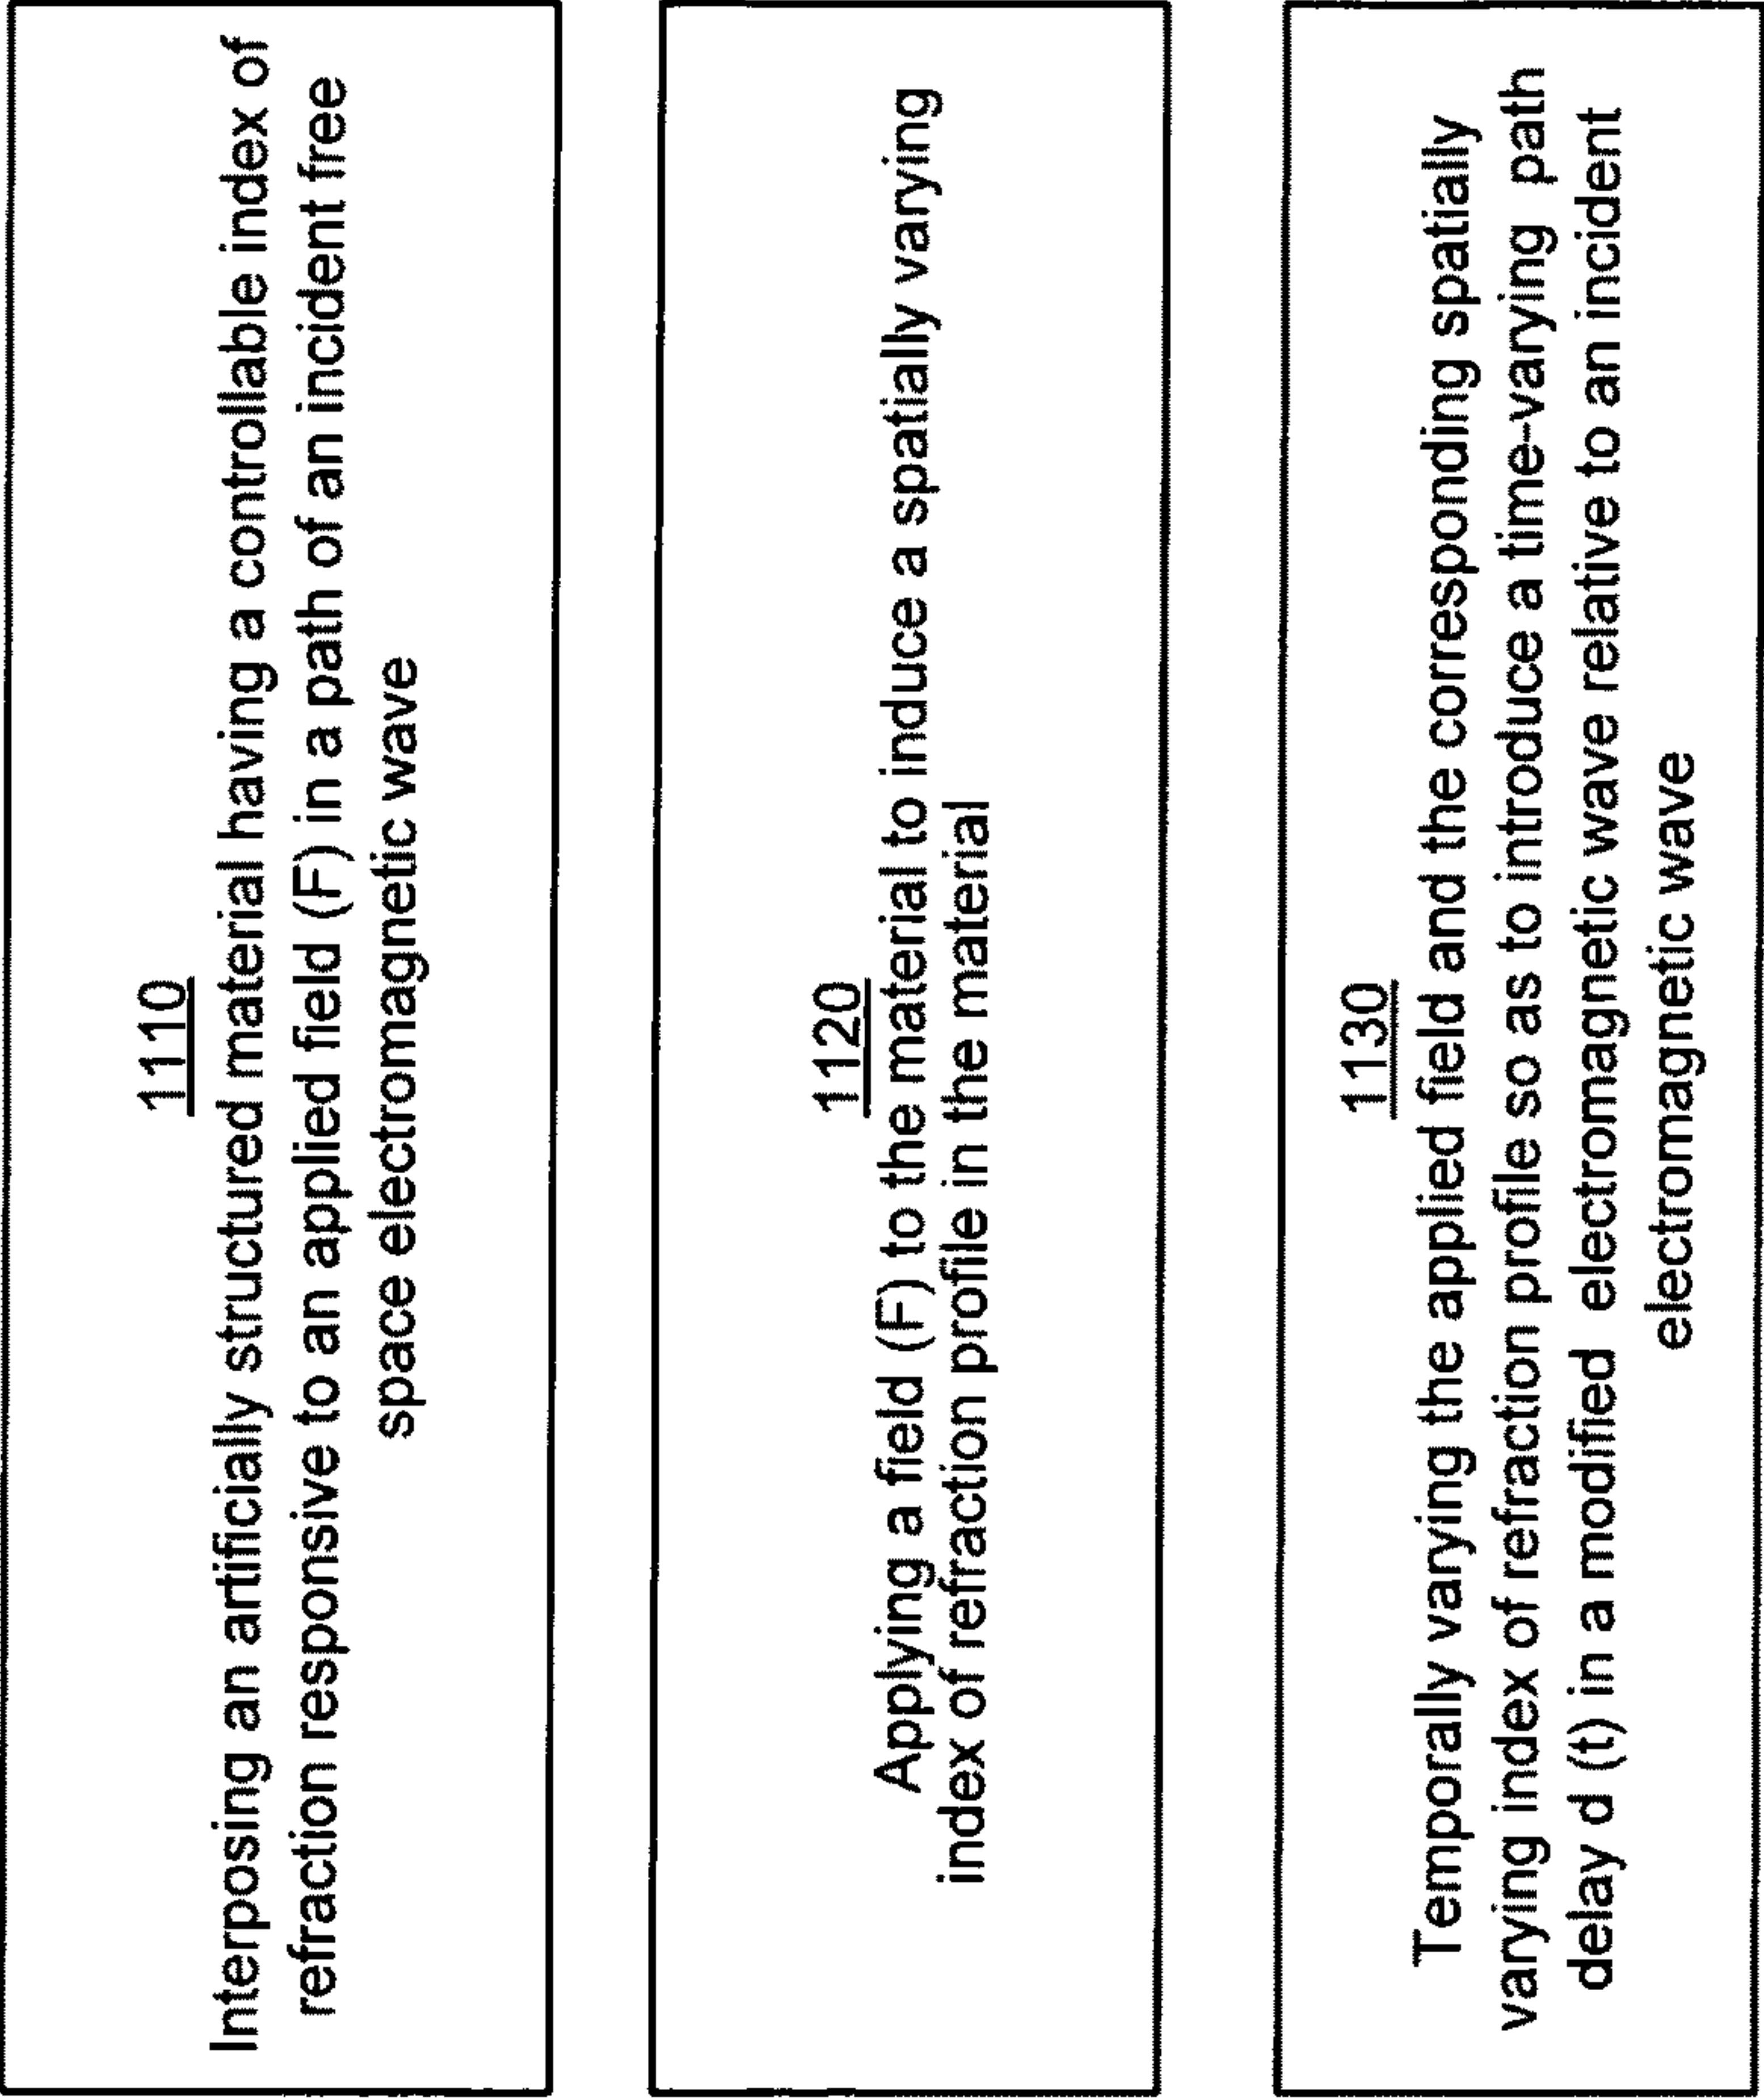 1110
Interposing an artificially structured material having a controllable index of
refraction responsive to an applied field (F) in a path of an incident free
space electromagnetic wave
1120
Applying a field (F) to the material to induce a spatially varying
index of refraction profile in the material
1130
Temporally varying the applied field and the corresponding spatially
varying index of refraction profile so as to introduce a time-varying path
delay d (t) in a modified electromagnetic wave relative to an incident
electromagnetic wave